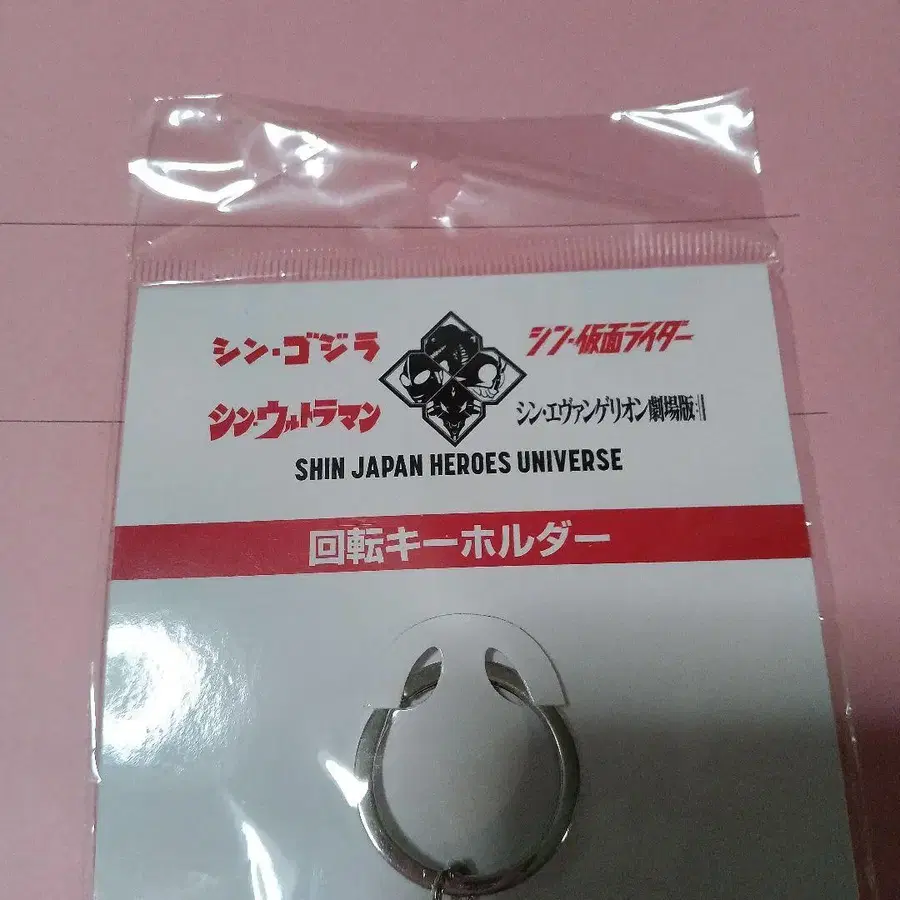 シン・ゴジラ
シン・仮面ライダー
シン・ウルトラマン
シン・エヴァンゲリオン劇場版:||
SHIN JAPAN HEROES UNIVERSE
回転キーホルダー